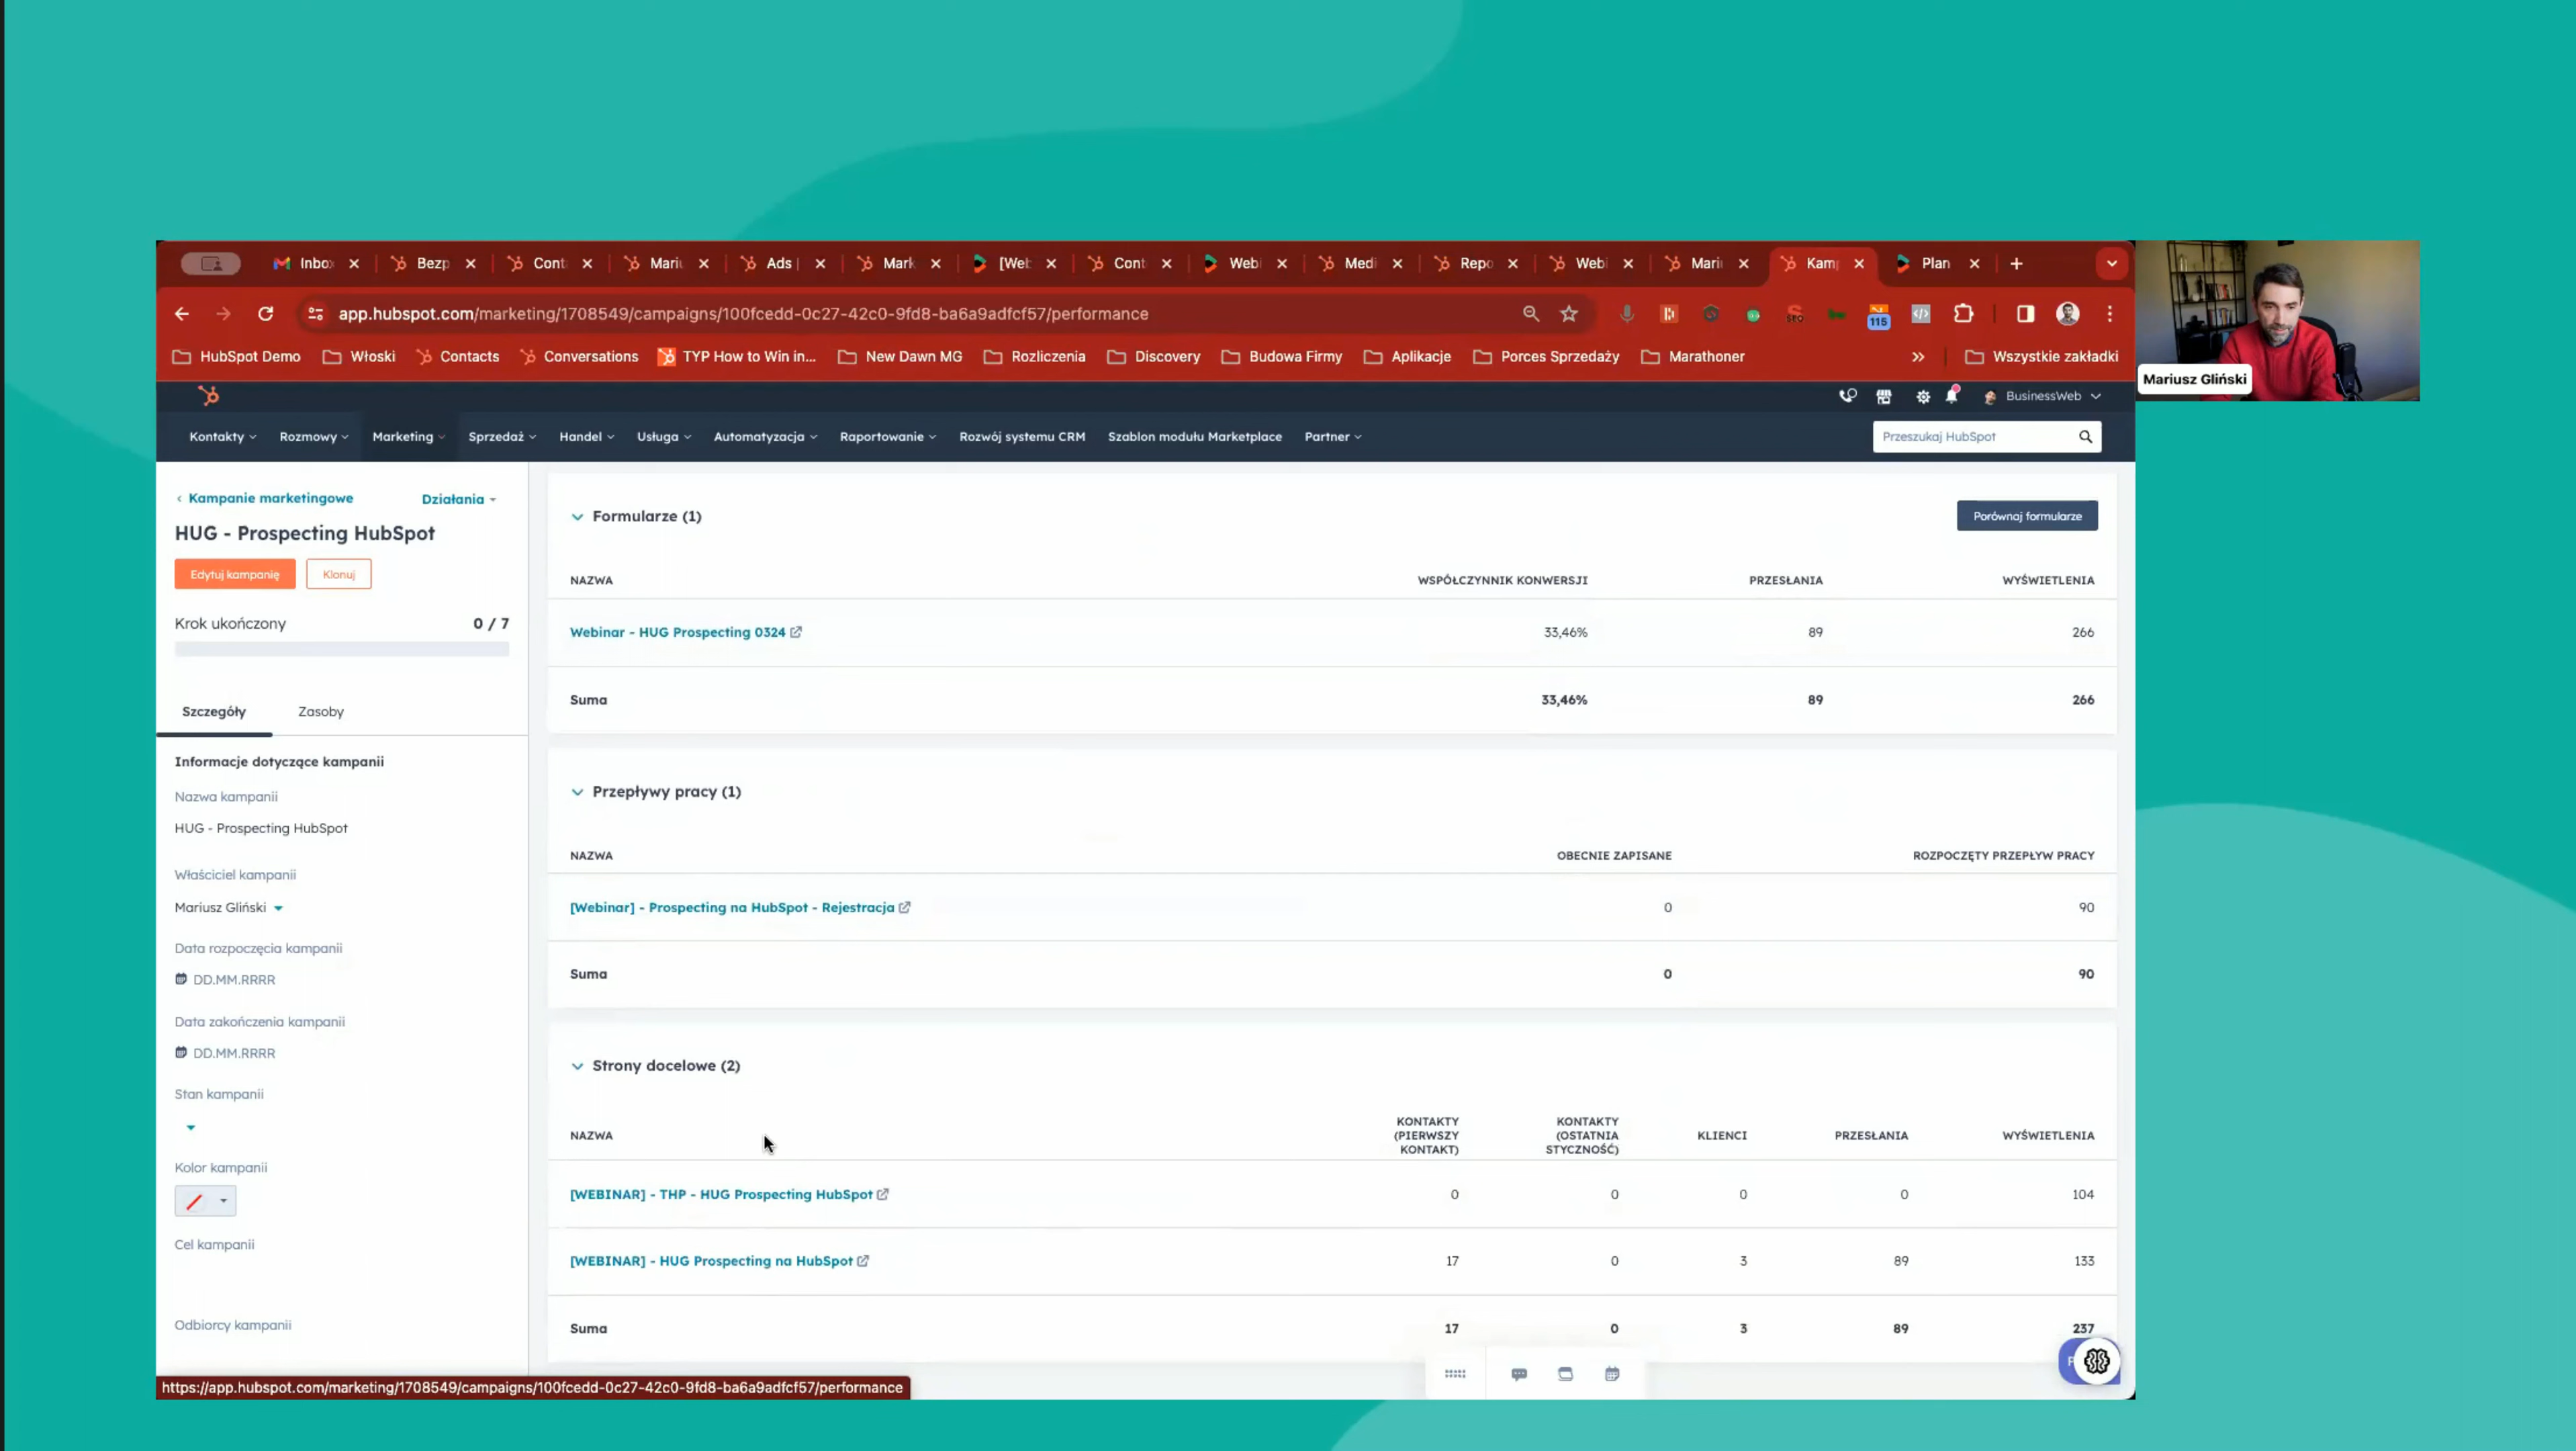 Inbo
Bezp
Cont
Mariu
Ads |
Mark
[Web
Cont
Webi
Medi
Repo
Webi
Mari
Kamp
Plan
app.hubspot.com/marketing/1708549/campaigns/100fcedd-0c27-42c0-9fd8-ba6a9adfcf57/performance
115
HubSpot Demo
Włoski
Contacts
Conversations
TYP How to Win in...
New Dawn MG
Rozliczenia
Discovery
Budowa Firmy
Aplikacje
Porces Sprzedaży
Marathoner
»
Wszystkie zakładki
Mariusz Gliński
BusinessWeb
Kontakty
Rozmowy
Marketing
Sprzedaż
Handel
Usługa
Automatyzacja
Raportowanie
Rozwój systemu CRM
Szablon modułu Marketplace
Partner
Przeszukaj HubSpot
Kampanie marketingowe
Działania
HUG - Prospecting HubSpot
Edytuj kampanię
Klonuj
Krok ukończony 0 / 7
Szczegóły
Zasoby
Informacje dotyczące kampanii
Nazwa kampanii
HUG - Prospecting HubSpot
Właściciel kampanii
Mariusz Gliński
Data rozpoczęcia kampanii
DD.MM.RRRR
Data zakończenia kampanii
DD.MM.RRRR
Stan kampanii
Kolor kampanii
Cel kampanii
Odbiorcy kampanii
Formularze (1)
Porównaj formularze
NAZWA WSPÓŁCZYNNIK KONWERSJI PRZESŁANIA WYŚWIETLENIA
Webinar - HUG Prospecting 0324 33,46% 89 266
Suma 33,46% 89 266
Przepływy pracy (1)
NAZWA OBECNIE ZAPISANE ROZPOCZĘTY PRZEPŁYW PRACY
[Webinar] - Prospecting na HubSpot - Rejestracja 0 90
Suma 0 90
Strony docelowe (2)
NAZWA
KONTAKTY
(PIERWSZY
KONTAKT)
KONTAKTY
(OSTATNIA
STYCZNOŚĆ)
KLIENCI
PRZESŁANIA
WYŚWIETLENIA
[WEBINAR] - THP - HUG Prospecting HubSpot 0 0 0 0 104
[WEBINAR] - HUG Prospecting na HubSpot 17 0 3 89 133
Suma 17 0 3 89 237
https://app.hubspot.com/marketing/1708549/campaigns/100fcedd-0c27-42c0-9fd8-ba6a9adfcf57/performance